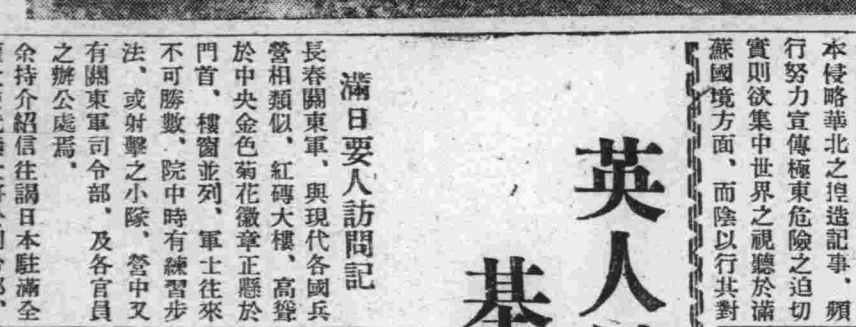 本侵略華北之捏造記事、頻
行努力宣傳極東危險之迫切
實則欲集中世界之視聽於滿
蘇國境方面、而陰以行其對
英人
基
滿日要人訪問記
長春關東軍、與現代各國兵
營相類似、紅磚大樓、高聳
於中央金色菊花徽章正懸於
門首、樓窗並列、軍士往來
不可勝數、院中時有練習步
法、或射擊之小隊、營中又
有關東軍司令部、及各官員
之辦公處焉、
余持介紹信往謁日本駐滿全